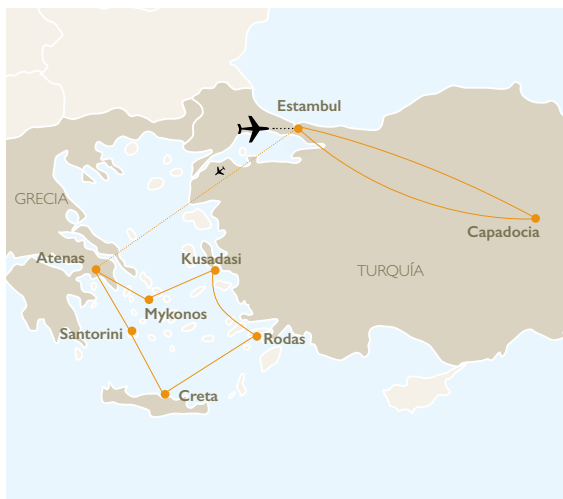 Estambul
GRECIA
Capadocia
Atenas
Kusadasi
TURQUÍA
Mykonos
Santorini
Rodas
Creta